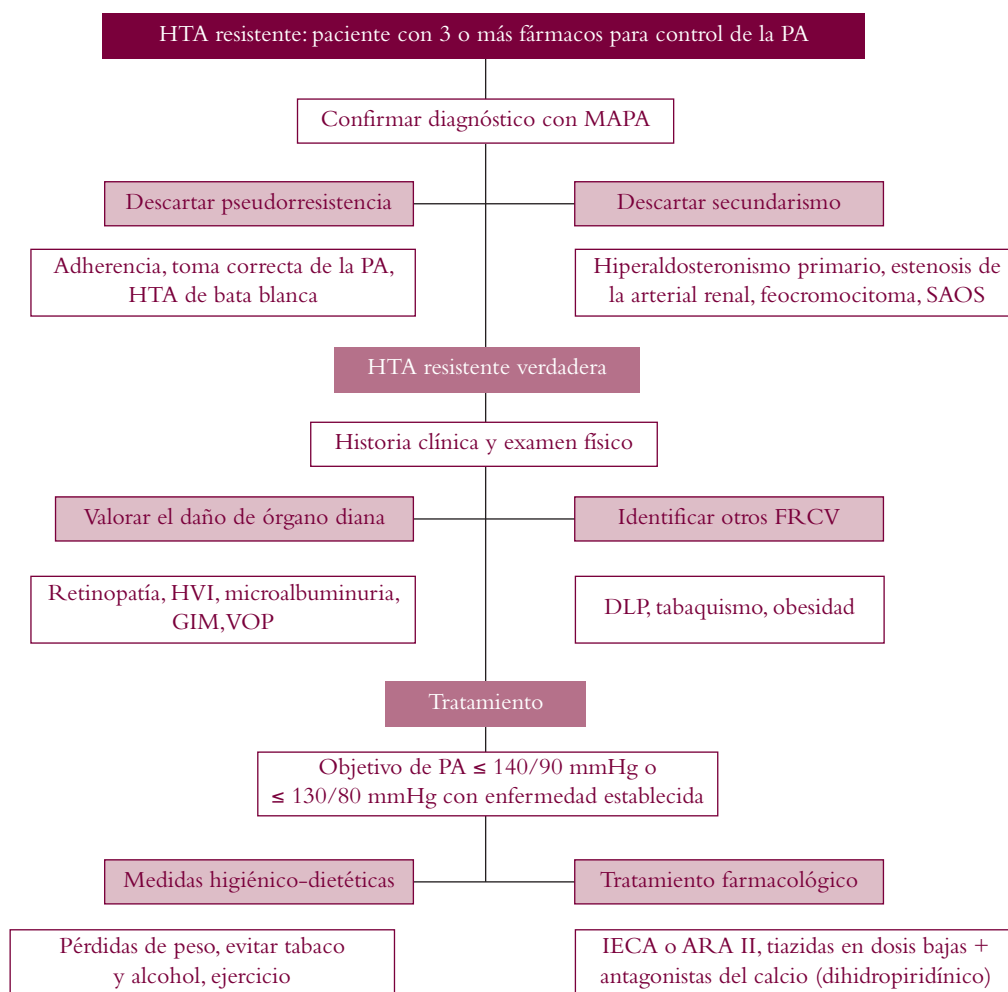 HTA resistente: paciente con 3 o más fármacos para control de la PA
Confirmar diagnóstico con MAPA
Descartar pseudorresistencia
Descartar secundarismo
Adherencia, toma correcta de la PA,
HTA de bata blanca
Hiperaldosteronismo primario, estenosis de
la arterial renal, feocromocitoma, SAOS
HTA resistente verdadera
Historia clínica y examen físico
Valorar el daño de órgano diana
Identificar otros FRCV
Retinopatía, HVI, microalbuminuria,
GIM,VOP
DLP, tabaquismo, obesidad
Tratamiento
Objetivo de PA ≤ 140/90 mmHg o
≤ 130/80 mmHg con enfermedad establecida
Medidas higiénico-dietéticas
Tratamiento farmacológico
Pérdidas de peso, evitar tabaco
y alcohol, ejercicio
IECA o ARA II, tiazidas en dosis bajas +
antagonistas del calcio (dihidropiridínico)